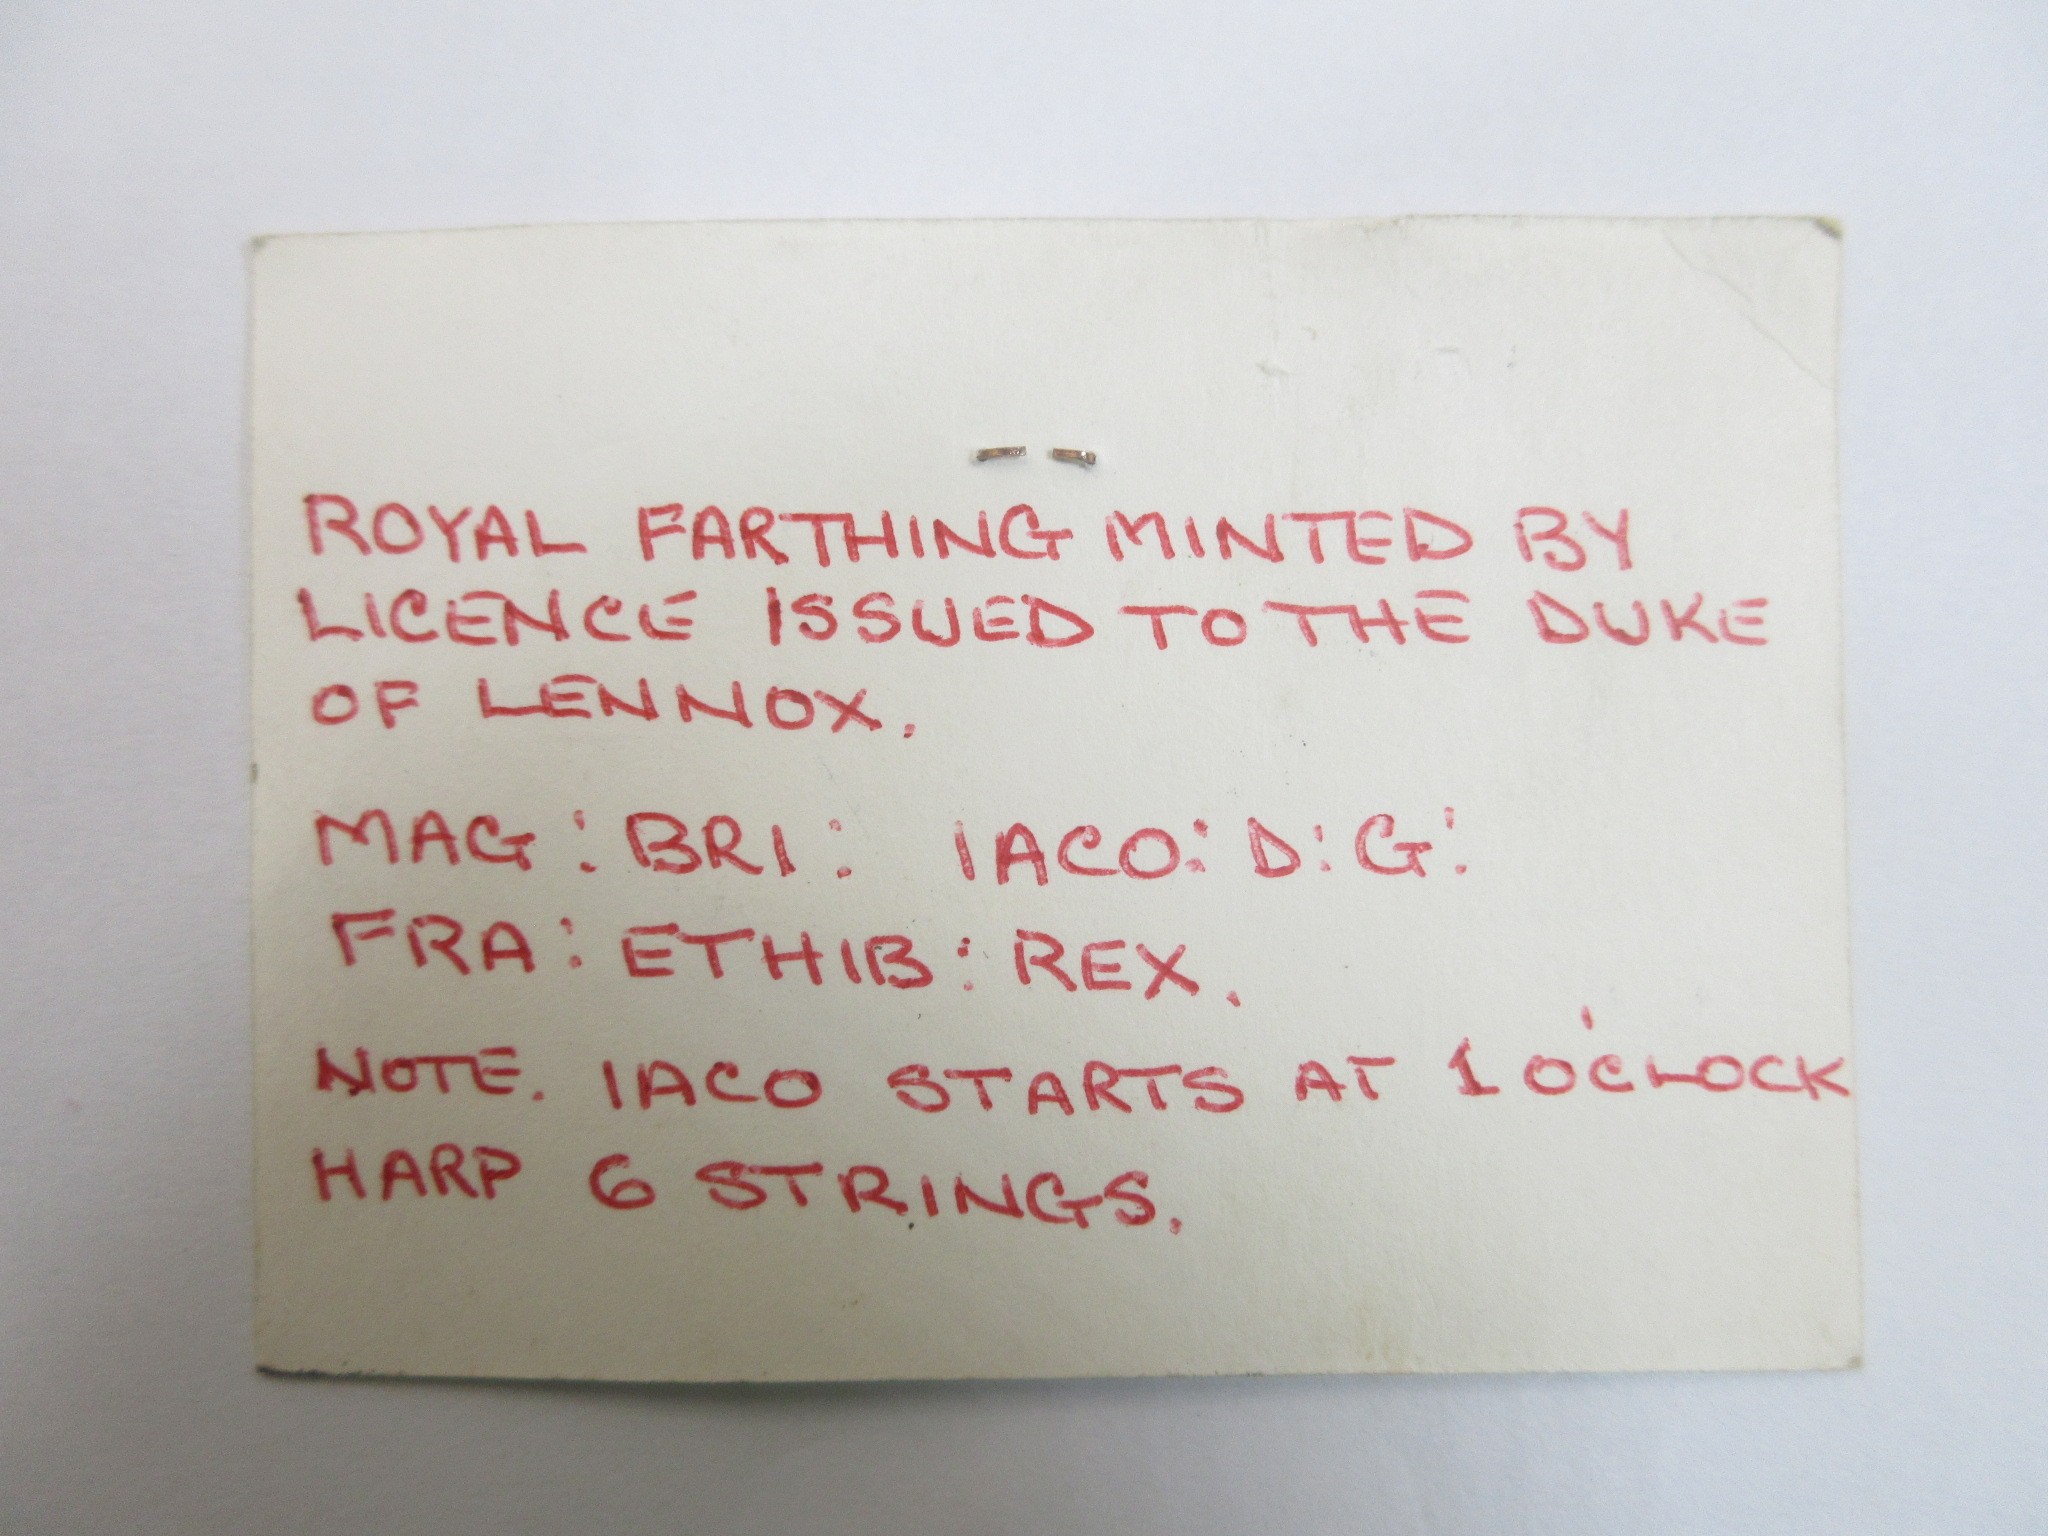 ROYAL FARTHING MINTED BY
LICENCE ISSUED TO THE DUKE
OF LENNOX.
MAG: BRI: IACO: D: G:
FRA: ETHIB: REX.
NOTE. IACO STARTS AT 1 O'CLOCK
HARP 6 STRINGS.